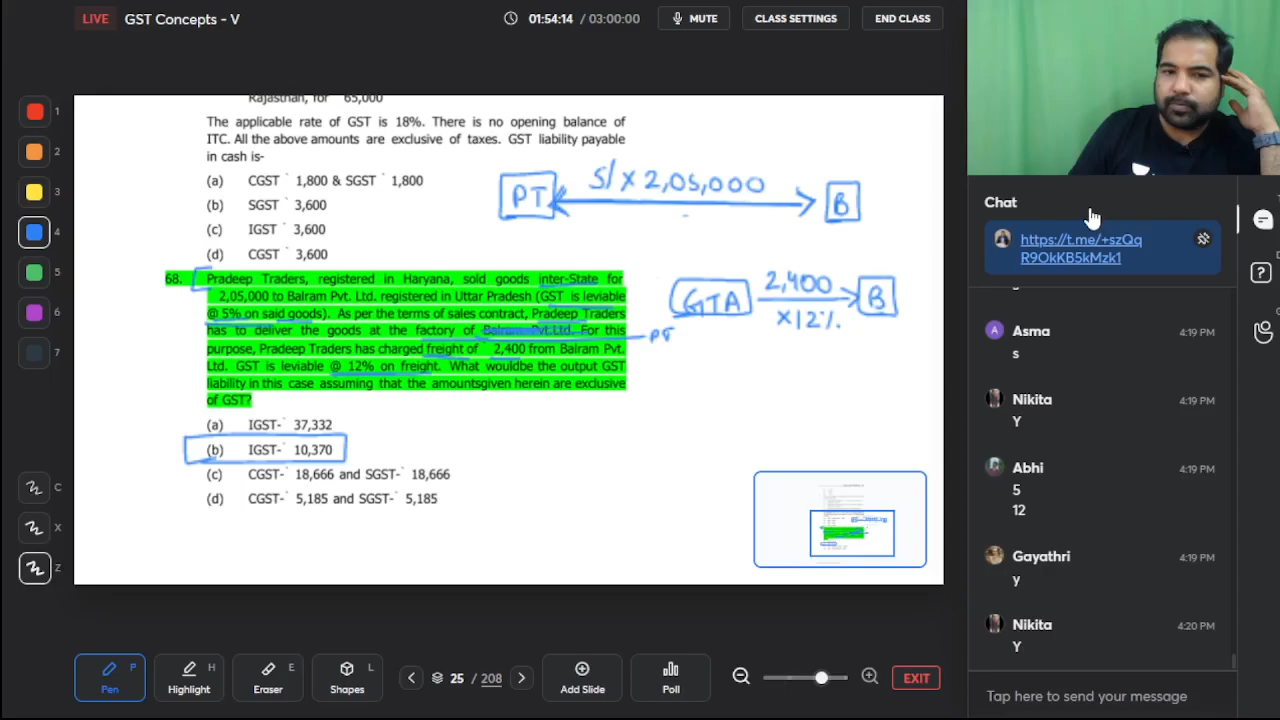 LIVE GST Concepts - V 01:54:14 / 03:00:00 MUTE CLASS SETTINGS END CLASS
Rajasthan, for ` 65,000
The applicable rate of GST is 18%. There is no opening balance of
ITC. All the above amounts are exclusive of taxes. GST liability payable
in cash is-
(a) CGST ` 1,800 & SGST ` 1,800
(b) SGST ` 3,600
(c) IGST ` 3,600
(d) CGST ` 3,600
PT 5% x 2,05,000 B
68. Pradeep Traders, registered in Haryana, sold goods inter-State for
` 2,05,000 to Balram Pvt. Ltd. registered in Uttar Pradesh (GST is leviable
@ 5% on said goods). As per the terms of sales contract, Pradeep Traders
has to deliver the goods at the factory of Balram Pvt.Ltd. For this
purpose, Pradeep Traders has charged freight of ` 2,400 from Balram Pvt.
Ltd. GST is leviable @ 12% on freight. What wouldbe the output GST
liability in this case assuming that the amountsgiven herein are exclusive
of GST?
GTA 2,400 B
x12%
PT
(a) IGST-` 37,332
(b) IGST-` 10,370
(c) CGST-` 18,666 and SGST-` 18,666
(d) CGST-` 5,185 and SGST-` 5,185
1
2
3
4
5
6
7
C
X
Z
Chat
https://t.me/+szQq
R9OkKB5kMzk1
A Asma 4:19 PM
s
Nikita 4:19 PM
Y
Abhi 4:19 PM
5
12
Gayathri 4:19 PM
y
Nikita 4:20 PM
Y
Tap here to send your message
Pen P
Highlight H
Eraser E
Shapes L
25 / 208
Add Slide
Poll
EXIT